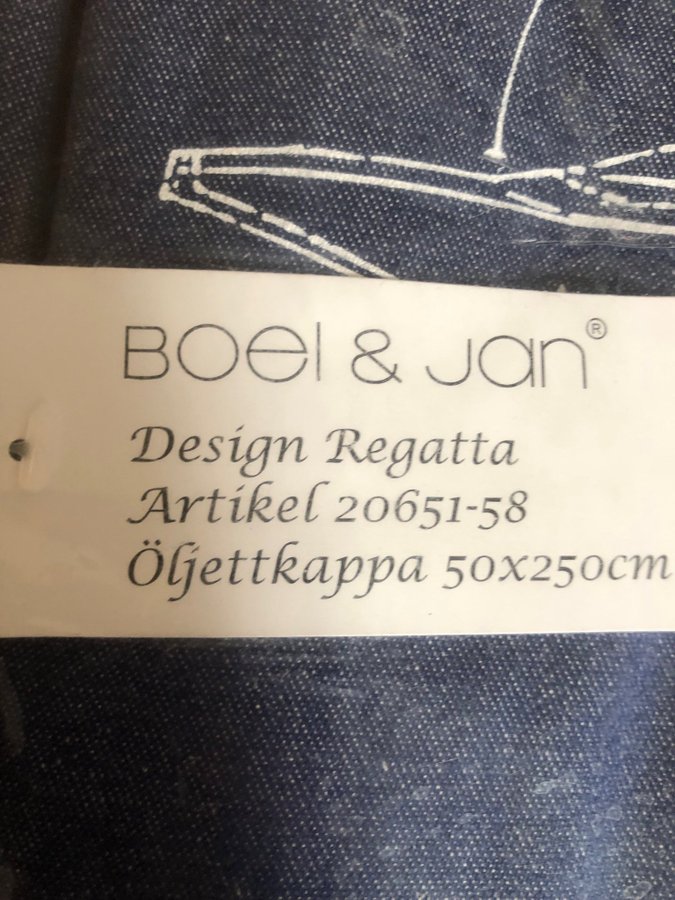 Boel & Jan®
Design Regatta
Artikel 20651-58
Öljettkappa 50x250cm